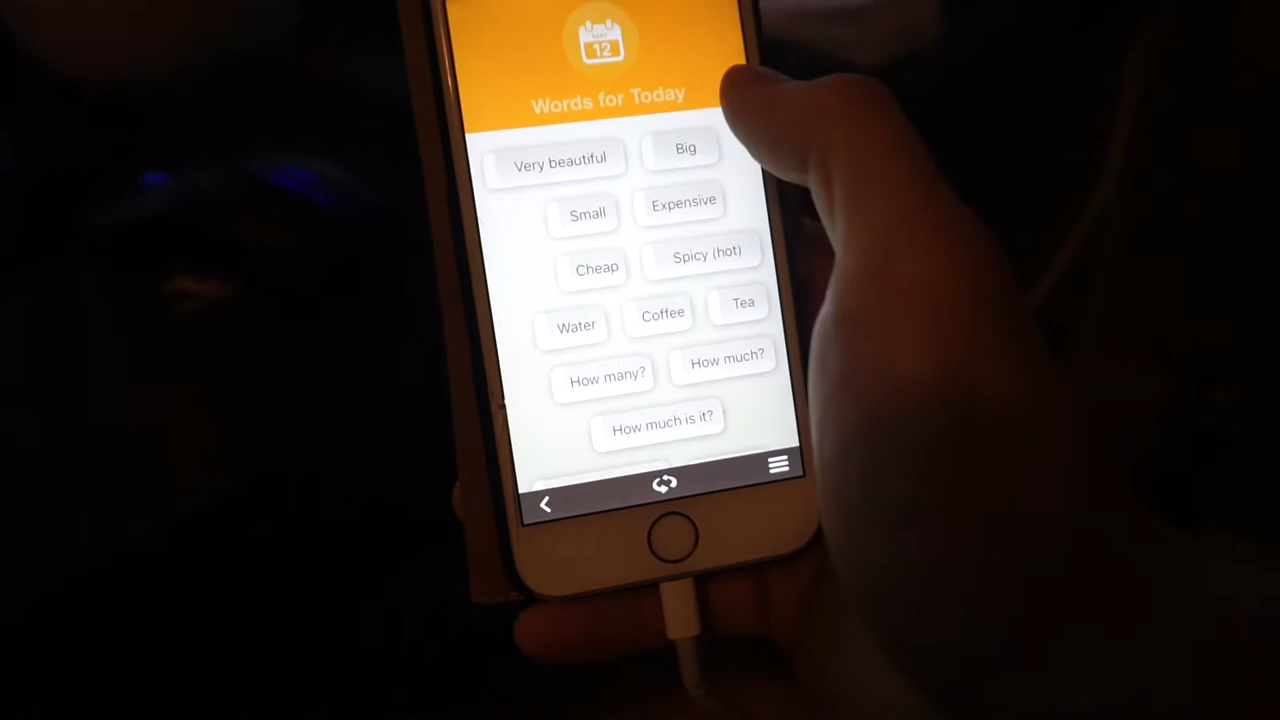 MAY
12
Words for Today
Very beautiful
Big
Small
Expensive
Cheap
Spicy (hot)
Water
Coffee
Tea
How many?
How much?
How much is it?